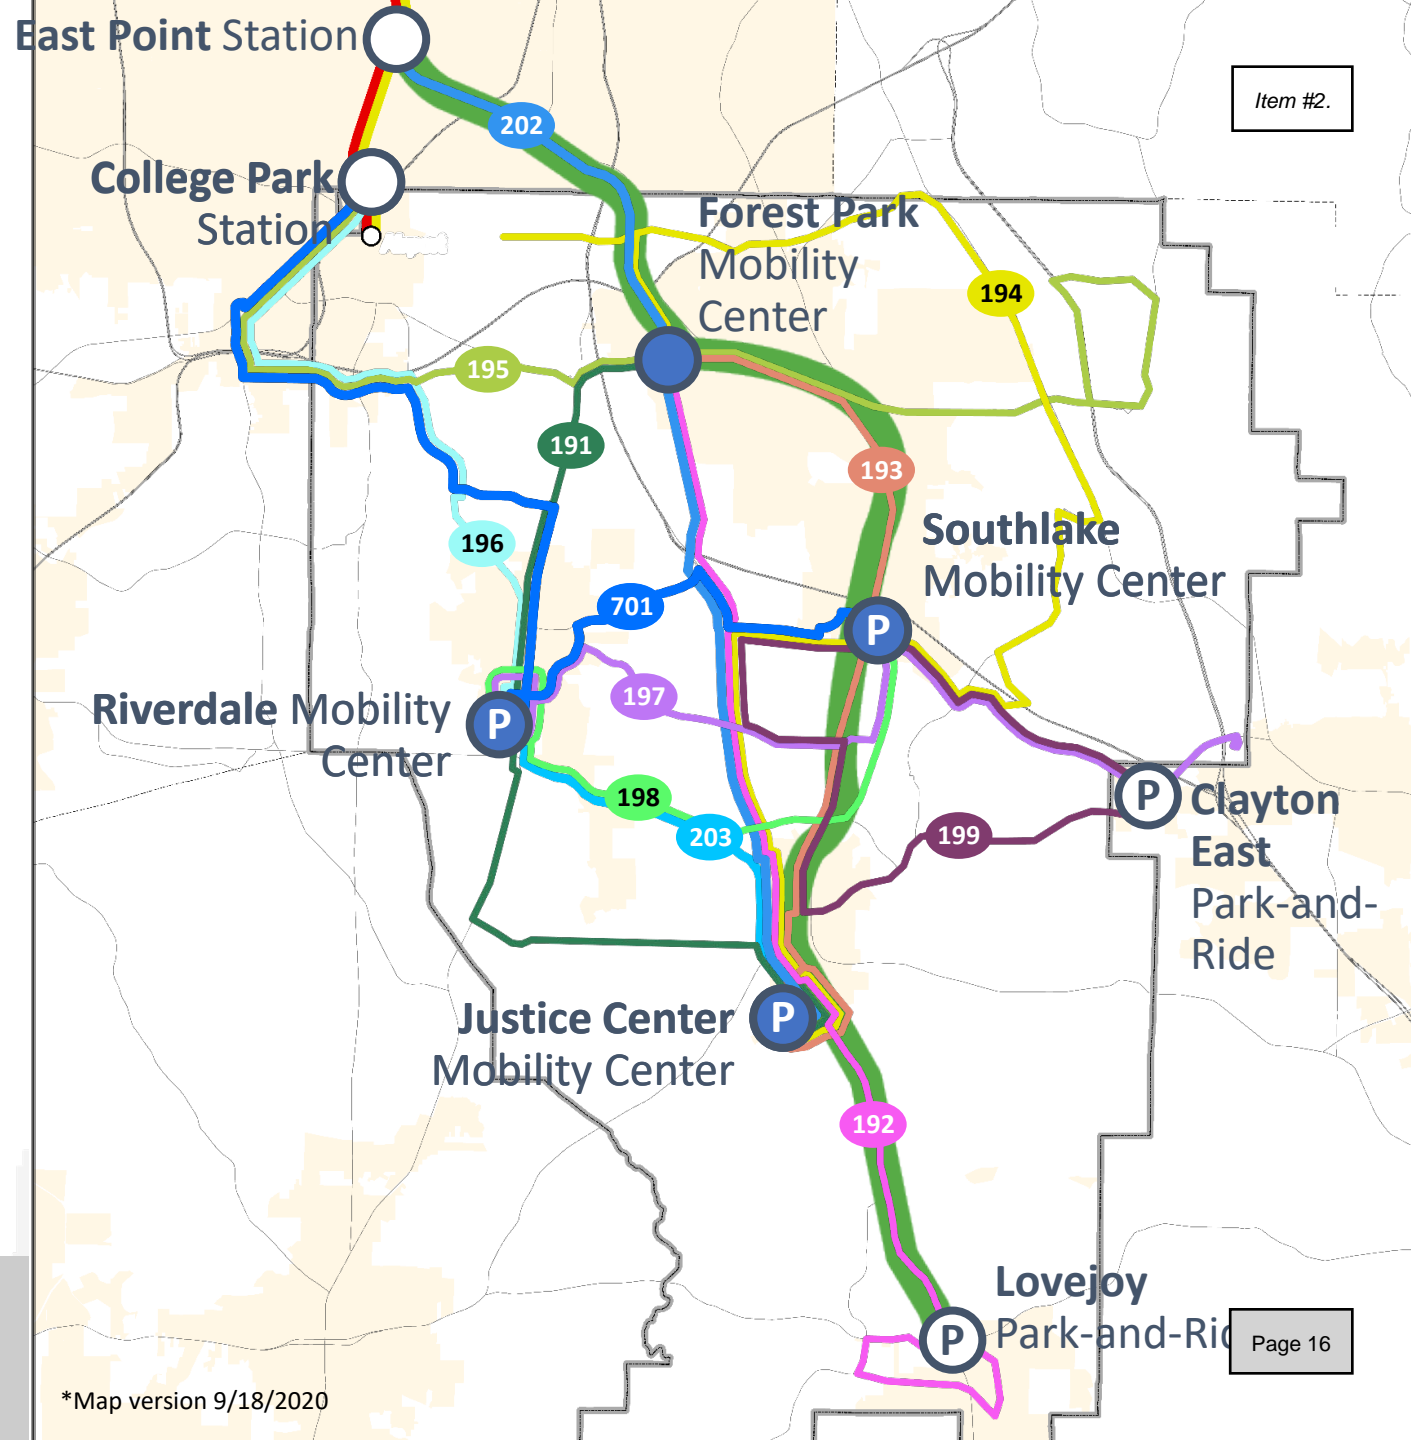 East Point Station
Item #2.
202
College Park
Station
Forest Park
Mobility
Center
194
195
191
193
Southlake
Mobility Center
196
701
P
197
Riverdale Mobility
Center
P
198
203
199
P
Clayton
East
Park-and-
Ride
Justice Center
Mobility Center
P
192
Lovejoy
Park-and-Rid
P
Page 16
*Map version 9/18/2020